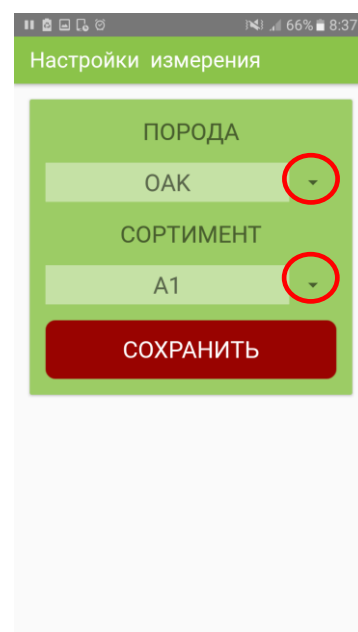 66% 8:37
Настройки измерения
ПОРОДА
OAK
СОРТИМЕНТ
A1
СОХРАНИТЬ